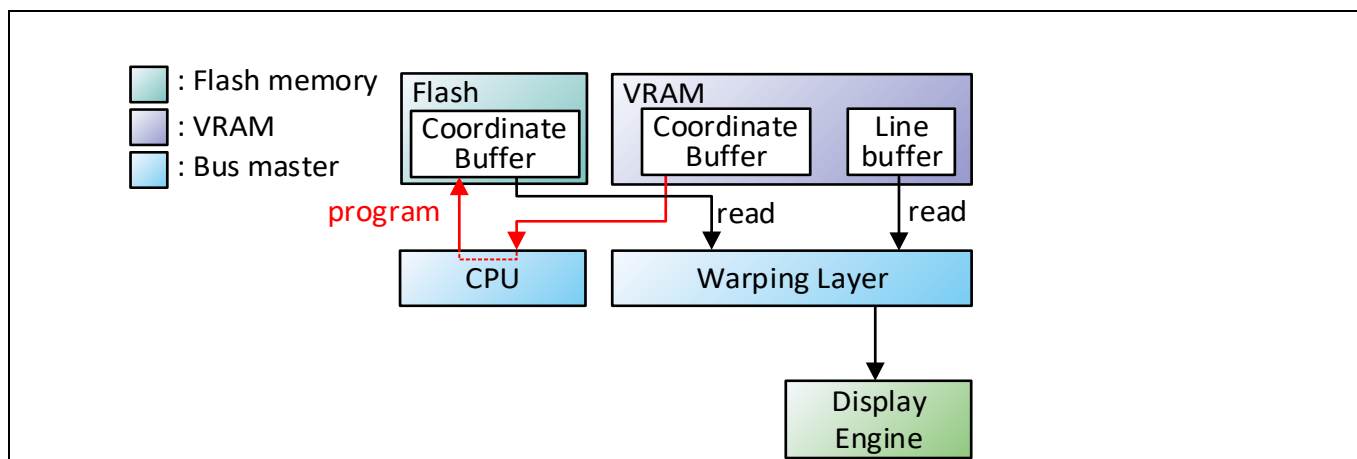 : Flash memory
: VRAM
: Bus master
Flash
Coordinate
Buffer
VRAM
Coordinate
Buffer
Line
buffer
program
read
read
CPU
Warping Layer
Display
Engine